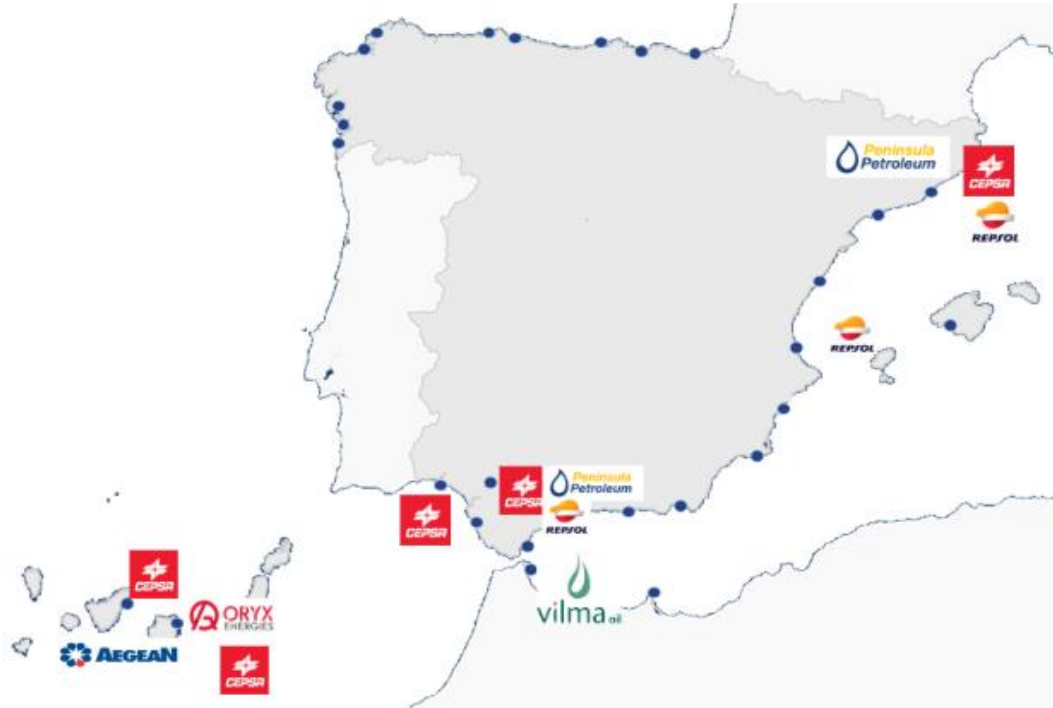 Peninsula
Petroleum
CEPSA
REPSOL
REPSOL
CEPSA
Peninsula
Petroleum
REPSOL
CEPSA
CEPSA
vilma oil
ORYX
ENERGIES
AEGEAN
CEPSA